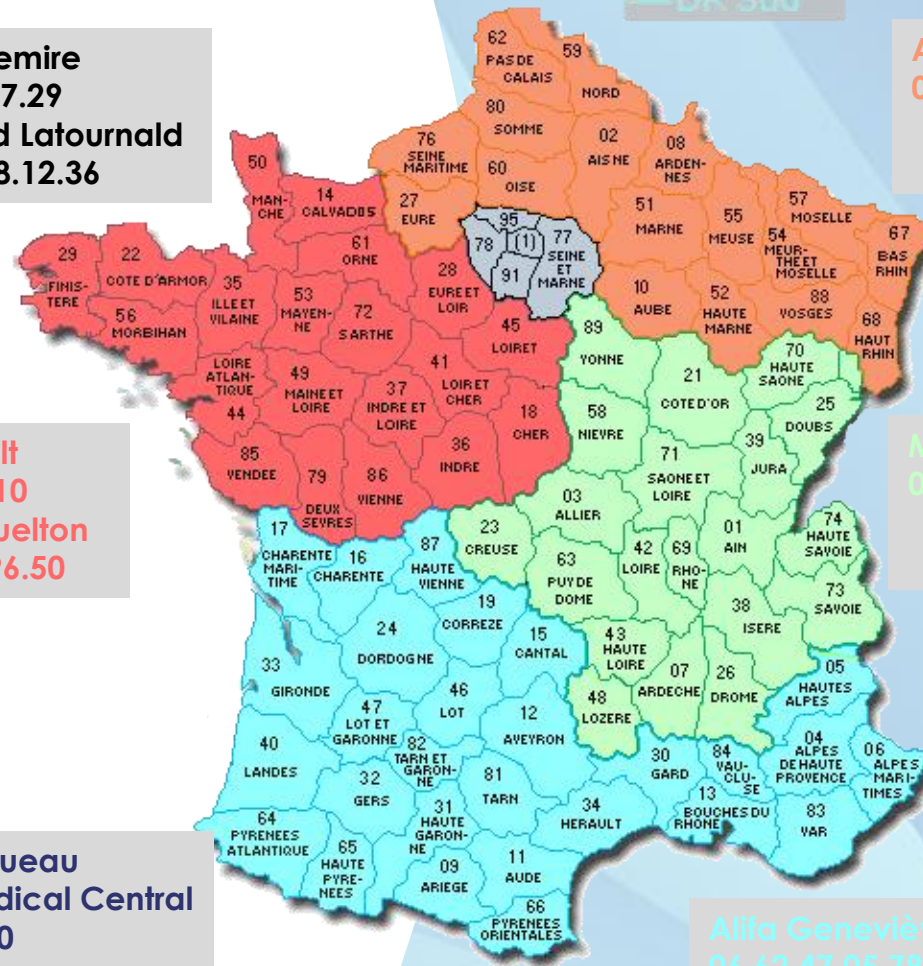 DR Sud
emire
7.29
d Latournald
3.12.36
A
0
62
PAS DE
CALAIS
59
NORD
80
SOMME
76
SEINE
MARITIME
02
AISNE
08
ARDEN-
NES
60
OISE
27
EURE
50
MAN-
CHE
14
CALVADOS
61
ORNE
95
78
(1)
91
77
SEINE
ET
MARNE
51
MARNE
55
MEUSE
57
MOSELLE
54
MEUR-
THE ET
MOSELLE
67
BAS
RHIN
10
AUBE
52
HAUTE
MARNE
88
VOSGES
68
HAUT
RHIN
29
FINIS-
TERE
22
COTE D'ARMOR
35
ILLE ET
VILAINE
56
MORBIHAN
53
MAYEN-
NE
72
SARTHE
28
EURE ET
LOIR
45
LOIRET
41
LOIR ET
CHER
LOIRE
ATLAN-
TIQUE
44
49
MAINE ET
LOIRE
37
INDRE ET
LOIRE
18
CHER
36
INDRE
85
VENDEE
79
DEUX
SEVRES
86
VIENNE
89
YONNE
21
COTE D'OR
70
HAUTE
SAONE
25
DOUBS
58
NIEVRE
71
SAONE ET
LOIRE
39
JURA
03
ALLIER
23
CREUSE
63
PUY DE
DOME
42
LOIRE
69
RHO-
NE
01
AIN
74
HAUTE
SAVOIE
73
SAVOIE
38
ISERE
43
HAUTE
LOIRE
07
ARDECHE
26
DROME
48
LOZERE
lt
10
uelton
96.50
M
0
17
CHARENTE
MARI-
TIME
16
CHARENTE
87
HAUTE
VIENNE
19
CORREZE
24
DORDOGNE
15
CANTAL
33
GIRONDE
47
LOT ET
GARONNE
46
LOT
12
AVEYRON
40
LANDES
82
TARN ET
GARON-
NE
32
GERS
81
TARN
31
HAUTE
GARON-
NE
64
PYRENEES
ATLANTIQUE
65
HAUTE
PYRE-
NEES
09
ARIEGE
11
AUDE
66
PYRENEES
ORIENTALES
34
HERAULT
30
GARD
84
VAU-
CLU-
SE
13
BOUCHES DU
RHÔNE
05
HAUTES
ALPES
04
ALPES
DE HAUTE
PROVENCE
06
ALPES
MARI-
TIMES
83
VAR
ueau
dical Central
0
Alifa Geneviè
06.62.47.05.78